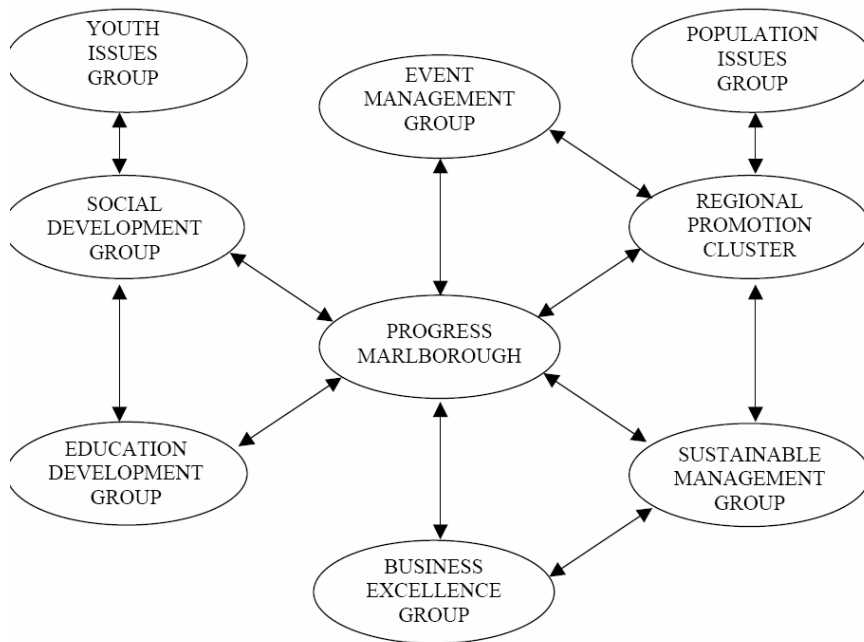 YOUTH
ISSUES
GROUP
POPULATION
ISSUES
GROUP
EVENT
MANAGEMENT
GROUP
SOCIAL
DEVELOPMENT
GROUP
REGIONAL
PROMOTION
CLUSTER
PROGRESS
MARLBOROUGH
EDUCATION
DEVELOPMENT
GROUP
SUSTAINABLE
MANAGEMENT
GROUP
BUSINESS
EXCELLENCE
GROUP